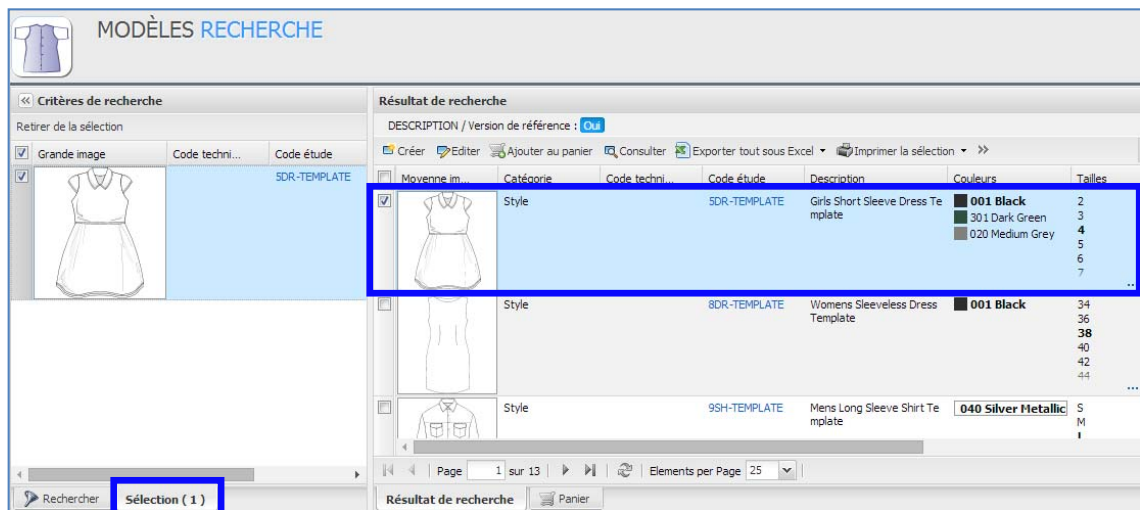 MODÈLES RECHERCHE
Critères de recherche
Retirer de la sélection
Grande image Code techni... Code étude
5DR-TEMPLATE
Rechercher Sélection ( 1 )
Résultat de recherche
DESCRIPTION / Version de référence : Oui
Créer Editer Ajouter au panier Consulter Exporter tout sous Excel Imprimer la sélection
Moyenne im... Catégorie Code techni... Code étude Description Couleurs Tailles
Style 5DR-TEMPLATE Girls Short Sleeve Dress Te 001 Black 2
mplate 301 Dark Green 3
020 Medium Grey 4
5
6
7
...
Style 8DR-TEMPLATE Womens Sleeveless Dress 001 Black 34
Template 36
38
40
42
44
...
Style 9SH-TEMPLATE Mens Long Sleeve Shirt Te 040 Silver Metallic S
mplate M
Page 1 sur 13 Elements per Page 25
Résultat de recherche Panier